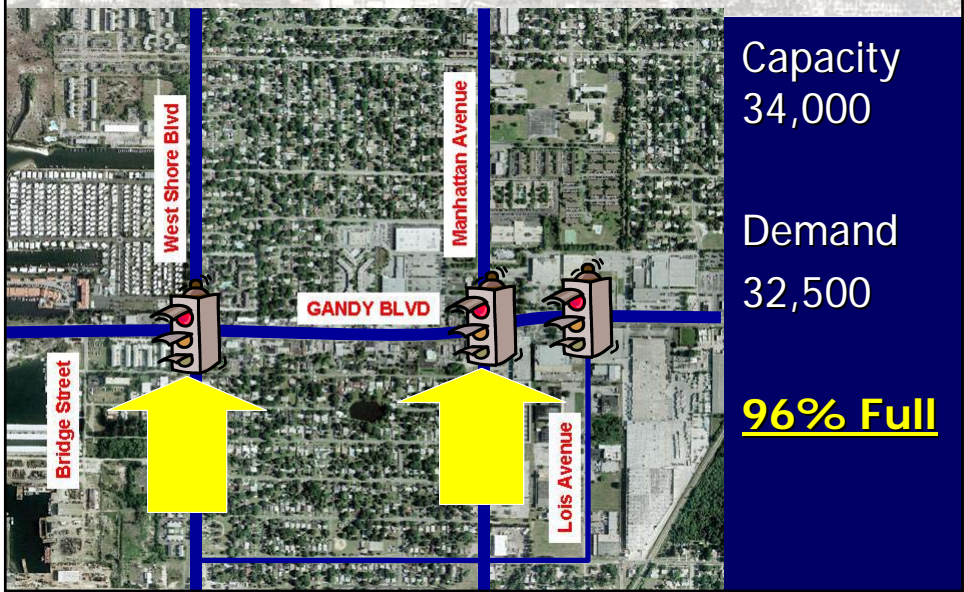 West Shore Blvd
Manhattan Avenue
GANDY BLVD
Bridge Street
Lois Avenue
Capacity
34,000
Demand
32,500
96% Full